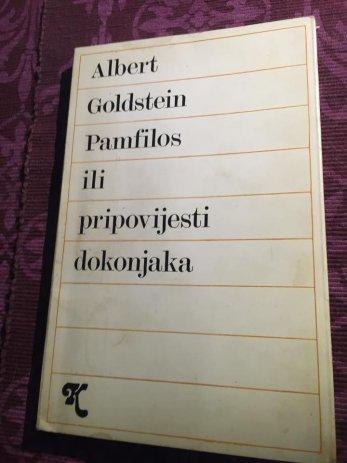 Albert
Goldstein
Pamfilos
ili
pripovijesti
dokonjaka
K